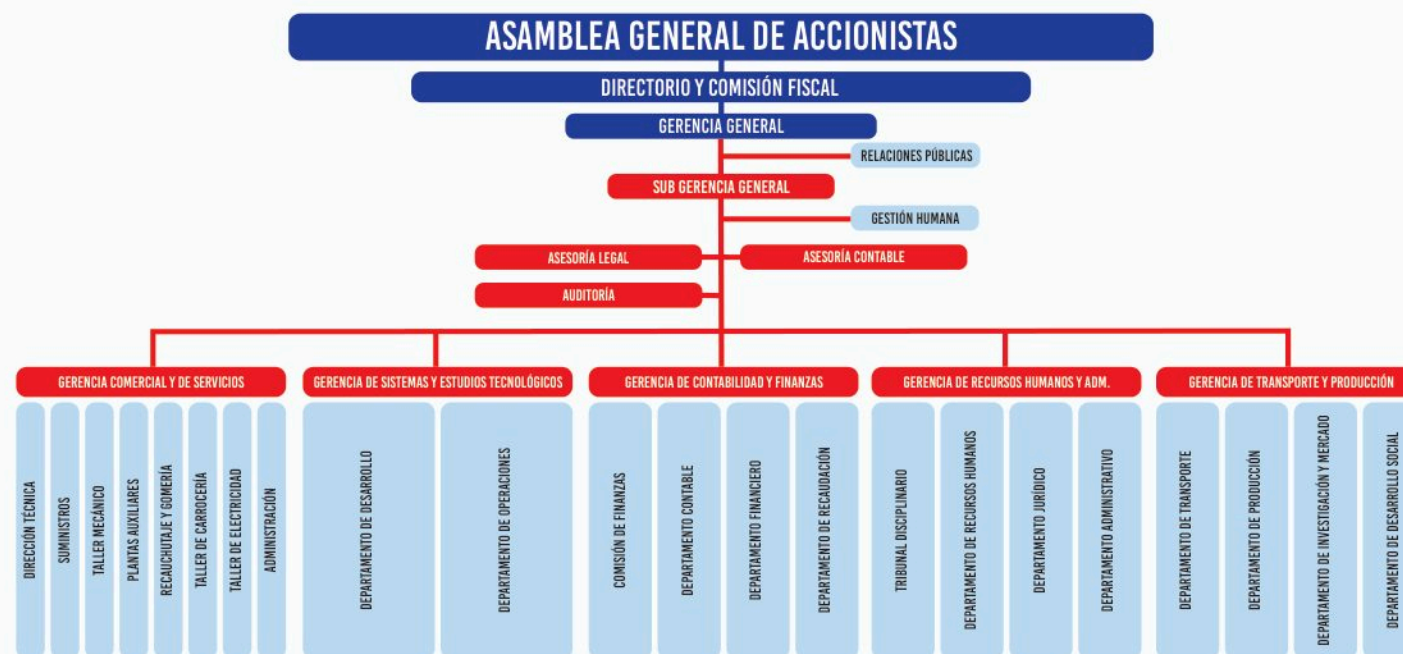 ASAMBLEA GENERAL DE ACCIONISTAS
DIRECTORIO Y COMISIÓN FISCAL
GERENCIA GENERAL
RELACIONES PÚBLICAS
SUB GERENCIA GENERAL
GESTIÓN HUMANA
ASESORÍA LEGAL
ASESORÍA CONTABLE
AUDITORÍA
GERENCIA COMERCIAL Y DE SERVICIOS
DIRECCIÓN TÉCNICA
SUMINISTROS
TALLER MECÁNICO
PLANTAS AUXILIARES
RECAUCHUTAJE Y GOMERÍA
TALLER DE CARROCERÍA
TALLER DE ELECTRICIDAD
ADMINISTRACIÓN
GERENCIA DE SISTEMAS Y ESTUDIOS TECNOLÓGICOS
DEPARTAMENTO DE DESARROLLO
DEPARTAMENTO DE OPERACIONES
GERENCIA DE CONTABILIDAD Y FINANZAS
COMISIÓN DE FINANZAS
DEPARTAMENTO CONTABLE
DEPARTAMENTO FINANCIERO
DEPARTAMENTO DE RECAUDACIÓN
GERENCIA DE RECURSOS HUMANOS Y ADM.
TRIBUNAL DISCIPLINARIO
DEPARTAMENTO DE RECURSOS HUMANOS
DEPARTAMENTO JURÍDICO
DEPARTAMENTO ADMINISTRATIVO
GERENCIA DE TRANSPORTE Y PRODUCCIÓN
DEPARTAMENTO DE TRANSPORTE
DEPARTAMENTO DE PRODUCCIÓN
DEPARTAMENTO DE INVESTIGACIÓN Y MERCADO
DEPARTAMENTO DE DESARROLLO SOCIAL